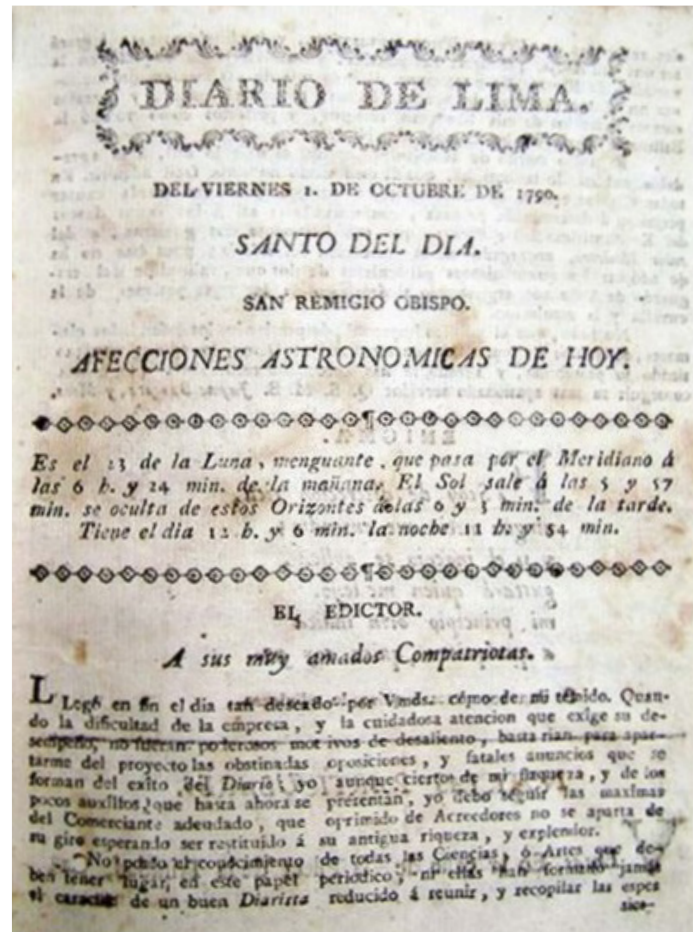 DIARIO DE LIMA.
DEL VIERNES 1. DE OCTUBRE DE 1790.
SANTO DEL DIA.
SAN REMIGIO OBISPO.
AFECCIONES ASTRONOMICAS DE HOY.
Es el 23 de la Luna, menguante, que pasa por el Meridiano á
las 6 h. y 24 min. de la mañana. El Sol sale á las 5 y 57
min. se oculta de estos Orizontes á las 6 y 3 min. de la tarde.
Tiene el dia 12 h. y 6 min. la noche 11 h. y 54 min.
EL EDICTOR.
A sus muy amados Compatriotas.
LLegó en fin el dia tan deseado por Vmds. cómo de mi temido. Quan-
do la dificultad de la empresa, y la cuidadosa atencion que exige su de-
sempeño, no fueran poderosos motivos de desaliento, bastarian para apar-
tarme del proyecto las obstinadas oposiciones, y fatales anuncios que se
forman del exito del Diario; yo aunque cierto de mi flaqueza, y de los
pocos auxilios que hasta ahora se presentan, yo debo seguir las maximas
del Comerciante adeudado, que oprimido de Acreedores no se aparta de
su giro esperando ser restituido á su antigua riqueza, y explendor.
No poseo el conocimiento de todas las Ciencias, ó Artes que de-
ben tener lugar, en este papel periodico, ni ellas han formado jamás
el caracter de un buen Diarista reducido á reunir, y recopilar las espes